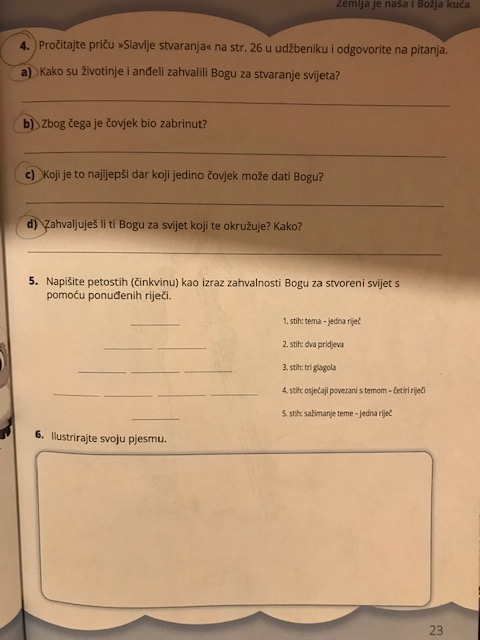 Zemlja je naša i Božja kuća
4. Pročitajte priču »Slavlje stvaranja« na str. 26 u udžbeniku i odgovorite na pitanja.
a) Kako su životinje i anđeli zahvalili Bogu za stvaranje svijeta?
b) Zbog čega je čovjek bio zabrinut?
c) Koji je to najljepši dar koji jedino čovjek može dati Bogu?
d) Zahvaljuješ li ti Bogu za svijet koji te okružuje? Kako?
5. Napišite petostih (činkvinu) kao izraz zahvalnosti Bogu za stvoreni svijet s
pomoću ponuđenih riječi.
1. stih: tema – jedna riječ
2. stih: dva pridjeva
3. stih: tri glagola
4. stih: osjećaji povezani s temom – četiri riječi
5. stih: sažimanje teme – jedna riječ
6. Ilustrirajte svoju pjesmu.
23